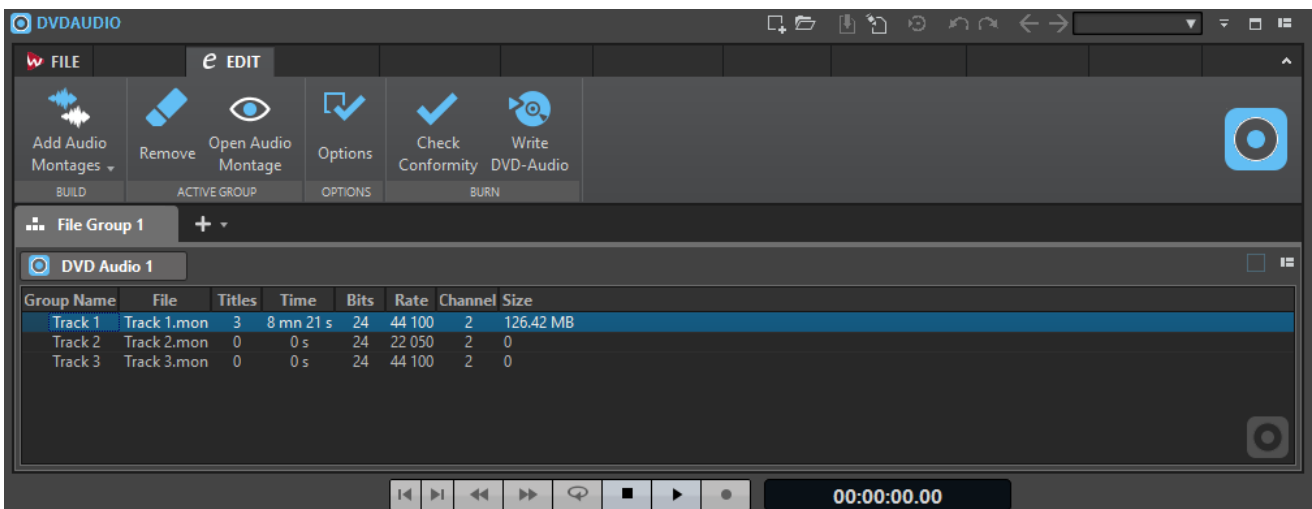 DVDAUDIO
FILE
EDIT
Add Audio Montages
Remove
Open Audio Montage
Options
Check Conformity
Write DVD-Audio
BUILD
ACTIVE GROUP
OPTIONS
BURN
File Group 1
DVD Audio 1
Group Name File Titles Time Bits Rate Channel Size
Track 1 Track 1.mon 3 8 mn 21 s 24 44 100 2 126.42 MB
Track 2 Track 2.mon 0 0 s 24 22 050 2 0
Track 3 Track 3.mon 0 0 s 24 44 100 2 0
00:00:00.00